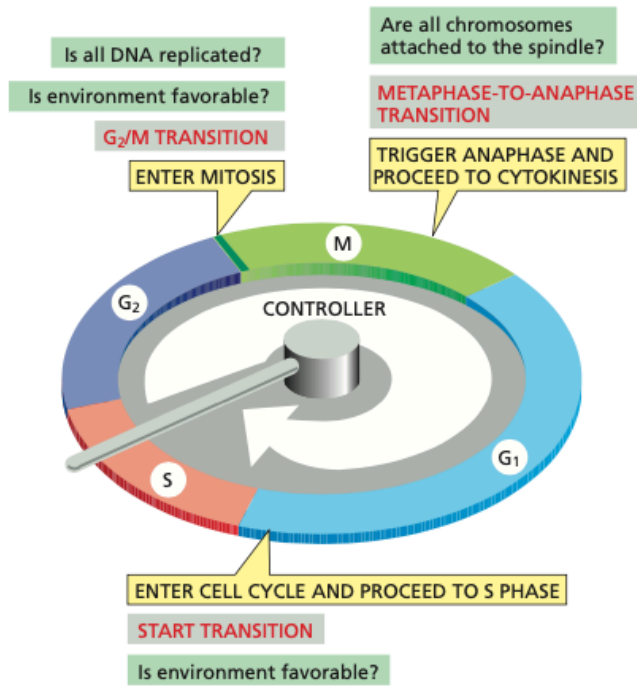 Is all DNA replicated?
Is environment favorable?
G₂/M TRANSITION
ENTER MITOSIS
Are all chromosomes
attached to the spindle?
METAPHASE-TO-ANAPHASE
TRANSITION
TRIGGER ANAPHASE AND
PROCEED TO CYTOKINESIS
M
G₂
CONTROLLER
S
G₁
ENTER CELL CYCLE AND PROCEED TO S PHASE
START TRANSITION
Is environment favorable?